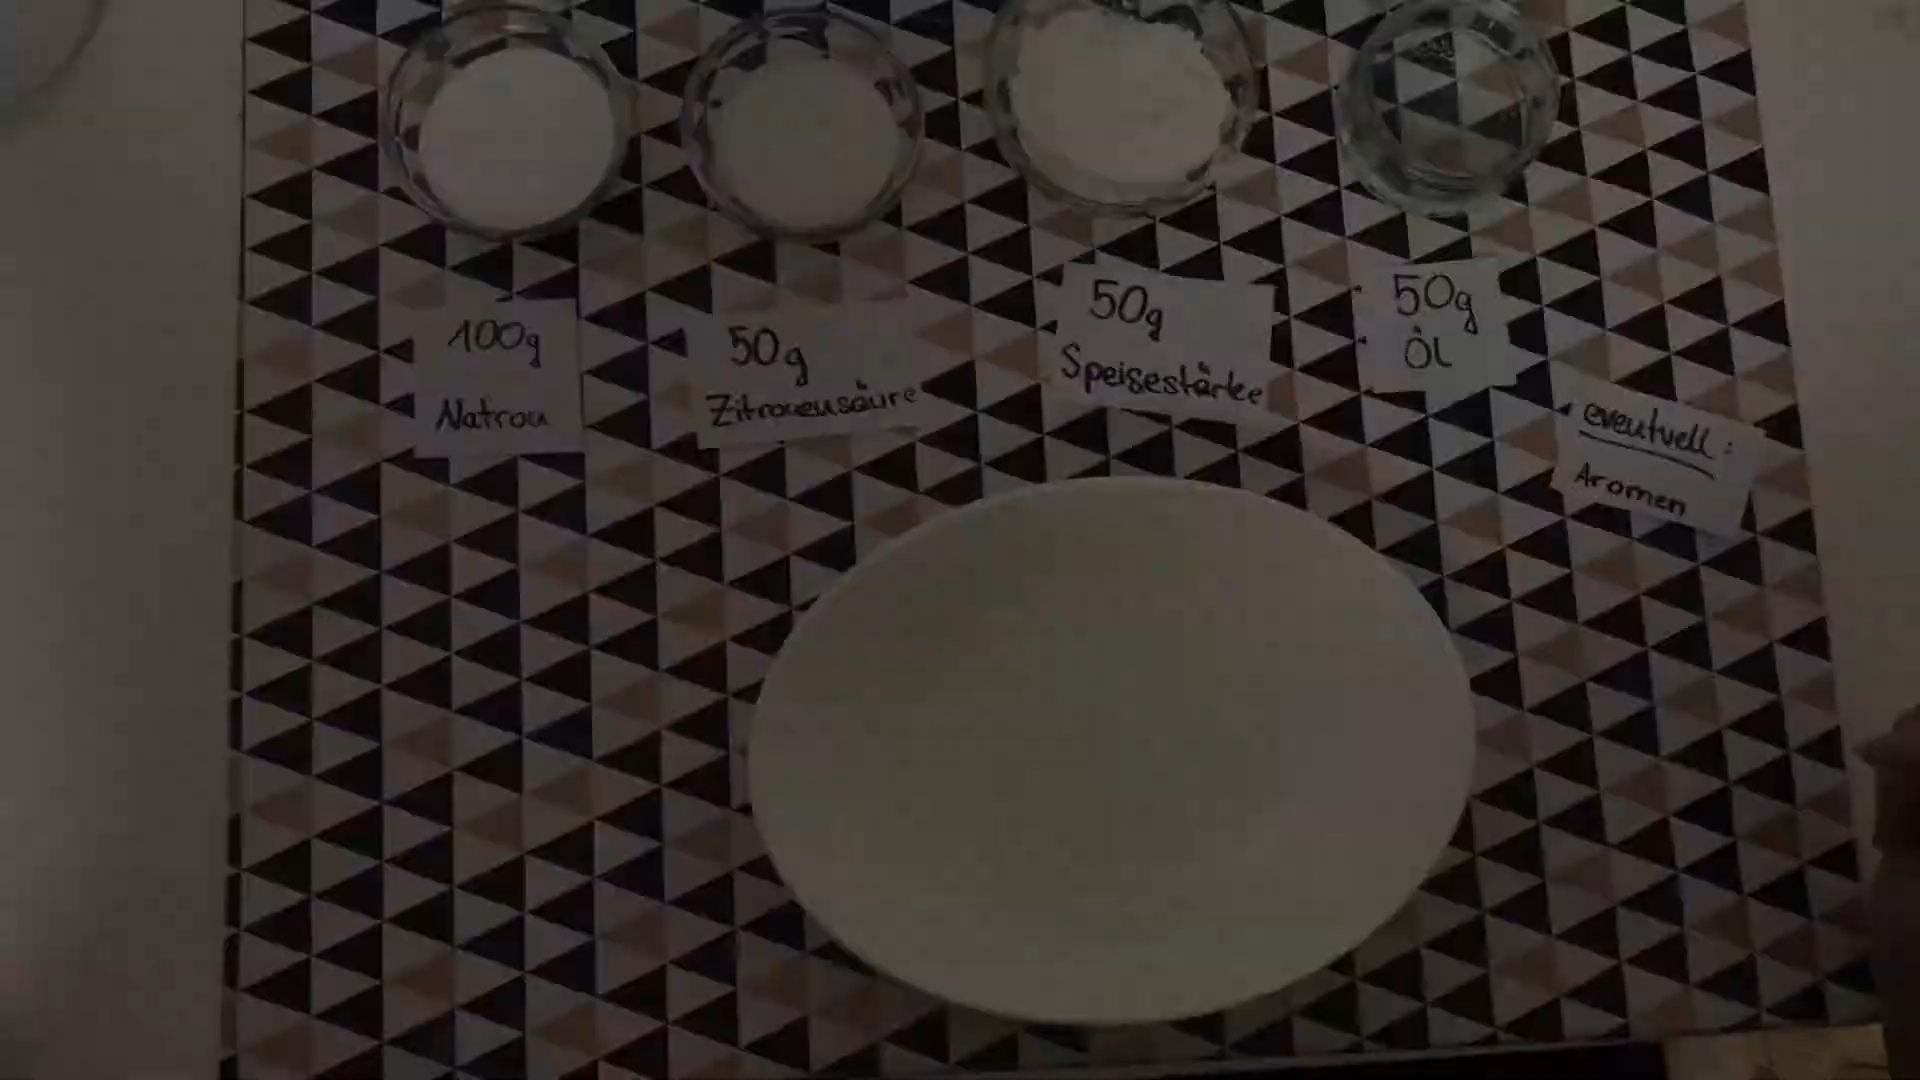 100g
Natron
50g
Zitronensäure
50g
Speisestärke
50g
Öl
eventuell:
Aromen